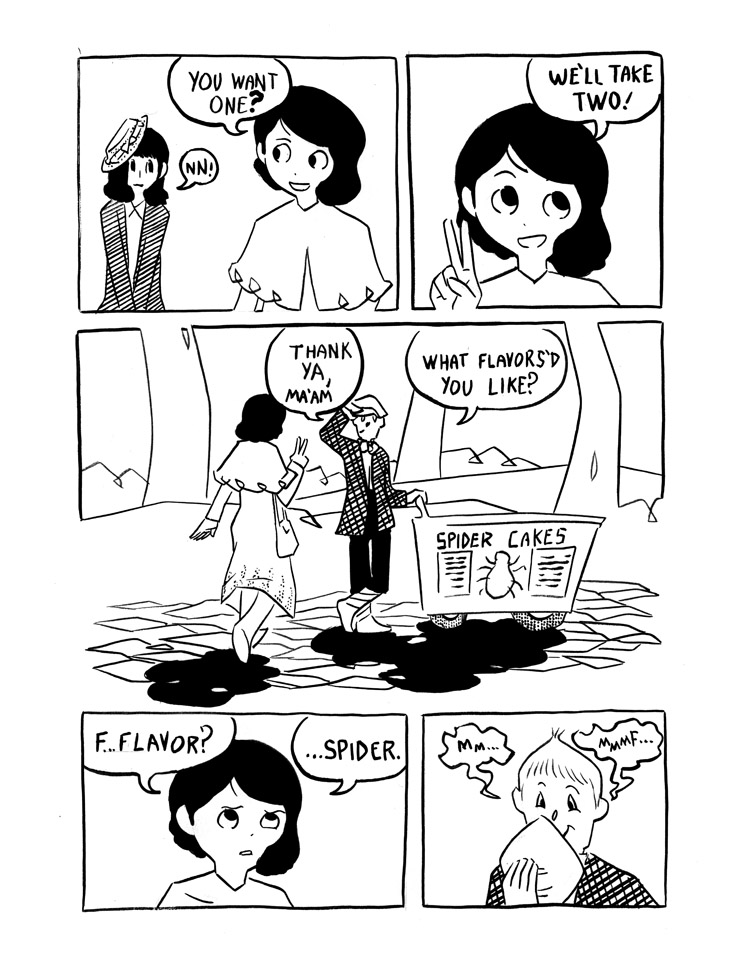 YOU WANT
ONE?
NN!
WE'LL TAKE
TWO!
THANK
YA,
MA'AM
WHAT FLAVORS'D
YOU LIKE?
SPIDER CAKES
F...FLAVOR?
...SPIDER.
MM...
MMMF...